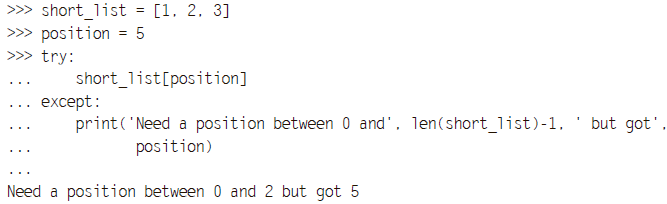 >>> short_list = [1, 2, 3]
>>> position = 5
>>> try:
...     short_list[position]
... except:
...     print('Need a position between 0 and', len(short_list)-1, ' but got',
...           position)
...
Need a position between 0 and 2 but got 5